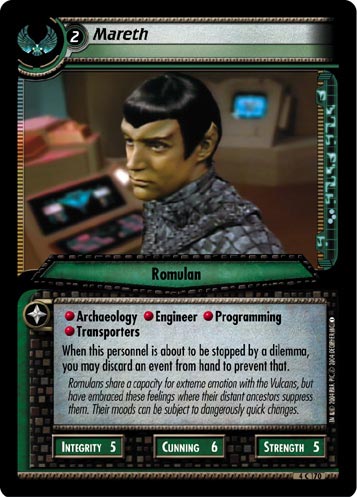 2 Mareth
Romulan
Archaeology Engineer Programming
Transporters
When this personnel is about to be stopped by a dilemma,
you may discard an event from hand to prevent that.
Romulans share a capacity for extreme emotion with the Vulcans, but
have embraced these feelings where their distant ancestors suppress
them. Their moods can be subject to dangerously quick changes.
INTEGRITY 5 CUNNING 6 STRENGTH 5
4 C 170